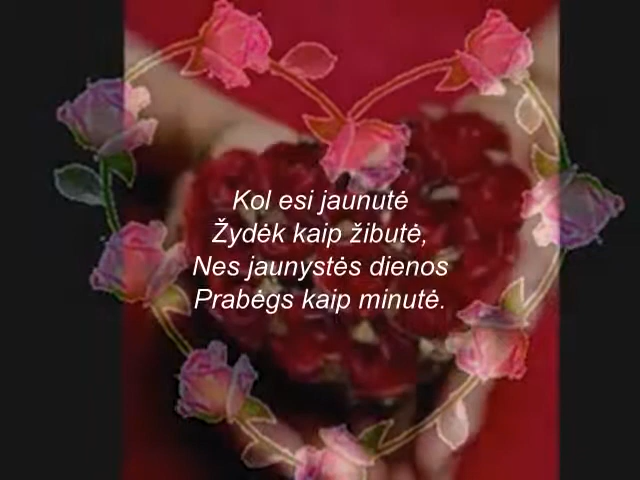 Kol esi jaunutė
Žydėk kaip žibutė,
Nes jaunystės dienos
Prabėgs kaip minutė.